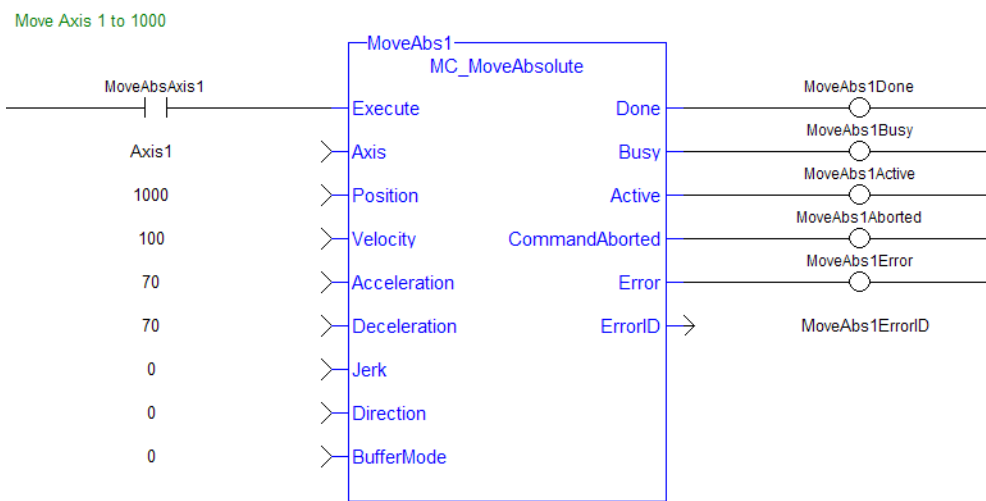 Move Axis 1 to 1000
MoveAbs1
MC_MoveAbsolute
MoveAbsAxis1
Execute
Done
MoveAbs1Done
Axis1
Axis
Busy
MoveAbs1Busy
1000
Position
Active
MoveAbs1Active
100
Velocity
CommandAborted
MoveAbs1Aborted
70
Acceleration
Error
MoveAbs1Error
70
Deceleration
ErrorID
MoveAbs1ErrorID
0
Jerk
0
Direction
0
BufferMode